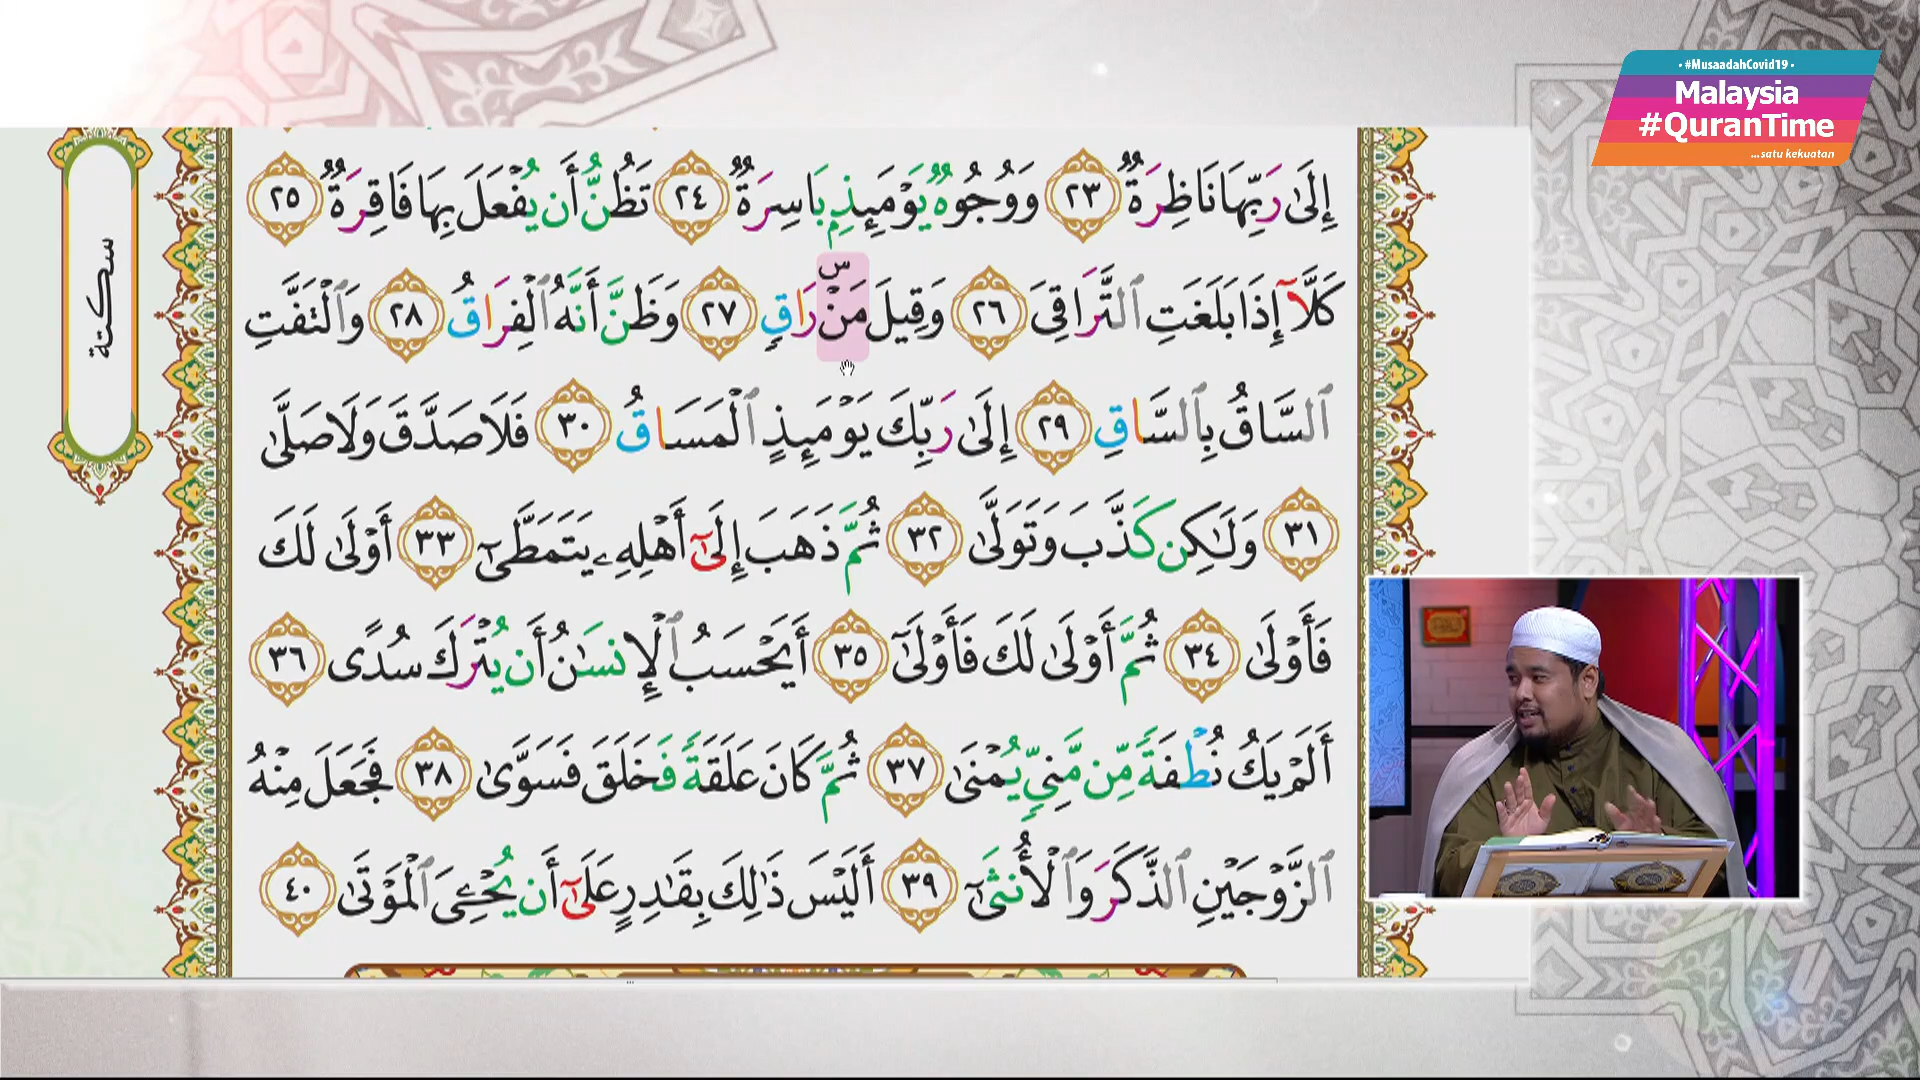 • #MusaadahCovid19 •
Malaysia
#QuranTime
...satu kekuatan
سكتة
إِلَىٰ رَبِّهَا نَاظِرَةٌ ٢٣ وَوُجُوهٌ يَوْمَئِذٍ بَاسِرَةٌ ٢٤ تَظُنُّ أَن يُفْعَلَ بِهَا فَاقِرَةٌ ٢٥
كَلَّآ إِذَا بَلَغَتِ ٱلتَّرَاقِىَ ٢٦ وَقِيلَ مَنْ ۜ رَاقٍ ٢٧ وَظَنَّ أَنَّهُ ٱلْفِرَاقُ ٢٨ وَٱلْتَفَّتِ
ٱلسَّاقُ بِٱلسَّاقِ ٢٩ إِلَىٰ رَبِّكَ يَوْمَئِذٍ ٱلْمَسَاقُ ٣٠ فَلَا صَدَّقَ وَلَا صَلَّىٰ
٣١ وَلَـٰكِن كَذَّبَ وَتَوَلَّىٰ ٣٢ ثُمَّ ذَهَبَ إِلَىٰٓ أَهْلِهِۦ يَتَمَطَّىٰٓ ٣٣ أَوْلَىٰ لَكَ
فَأَوْلَىٰ ٣٤ ثُمَّ أَوْلَىٰ لَكَ فَأَوْلَىٰٓ ٣٥ أَيَحْسَبُ ٱلْإِنسَـٰنُ أَن يُتْرَكَ سُدًى ٣٦
أَلَمْ يَكُ نُطْفَةً مِّن مَّنِىٍّ يُمْنَىٰ ٣٧ ثُمَّ كَانَ عَلَقَةً فَخَلَقَ فَسَوَّىٰ ٣٨ فَجَعَلَ مِنْهُ
ٱلزَّوْجَيْنِ ٱلذَّكَرَ وَٱلْأُنثَىٰٓ ٣٩ أَلَيْسَ ذَٰلِكَ بِقَـٰدِرٍ عَلَىٰٓ أَن يُحْـِۧىَ ٱلْمَوْتَىٰ ٤٠